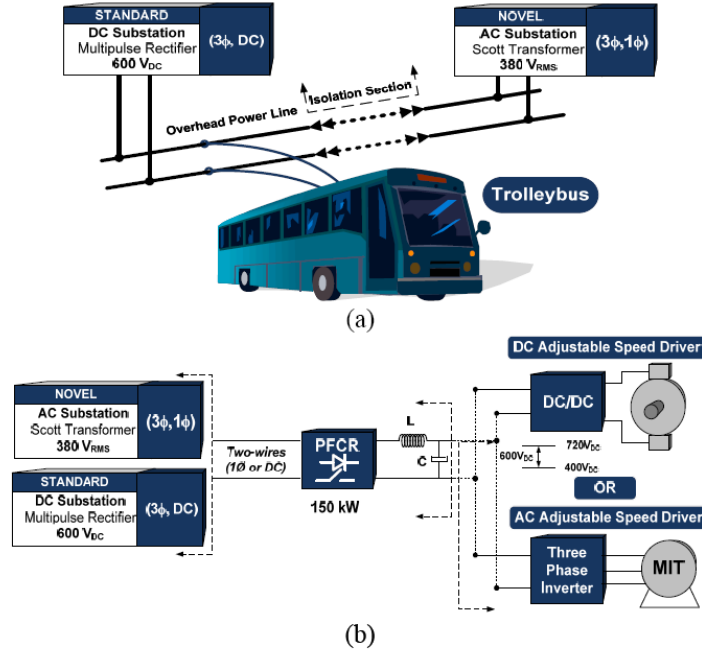 STANDARD
DC Substation
Multipulse Rectifier
600 VDC
(3ϕ, DC)
NOVEL
AC Substation
Scott Transformer
380 VRMS
(3ϕ,1ϕ)
Isolation Section
Overhead Power Line
Trolleybus
(a)
DC Adjustable Speed Driver
NOVEL
AC Substation
Scott Transformer
380 VRMS
(3ϕ,1ϕ)
STANDARD
DC Substation
Multipulse Rectifier
600 VDC
(3ϕ, DC)
Two-wires
(1Ø or DC)
PFCR
150 kW
L
C
DC/DC
600VDC
720VDC
400VDC
OR
AC Adjustable Speed Driver
Three
Phase
Inverter
MIT
(b)